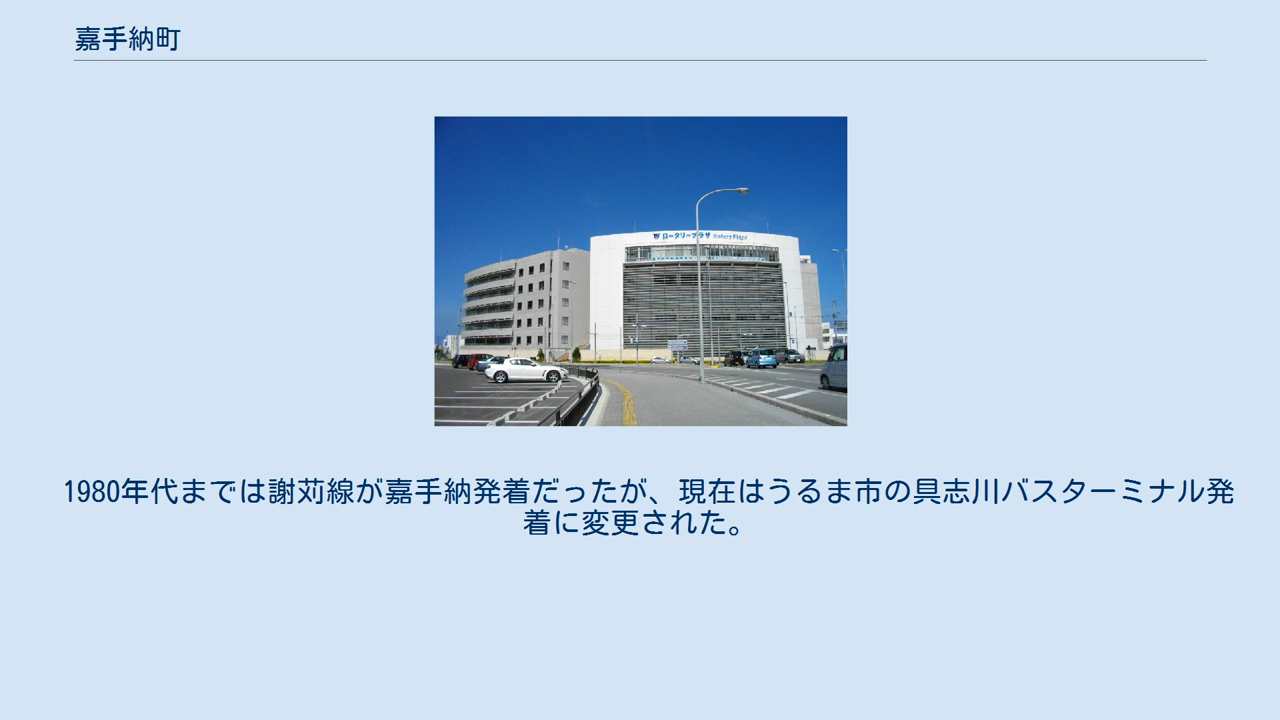 嘉手納町
ロータリープラザ Rotary Plaza
1980年代までは謝苅線が嘉手納発着だったが、現在はうるま市の具志川バスターミナル発
着に変更された。